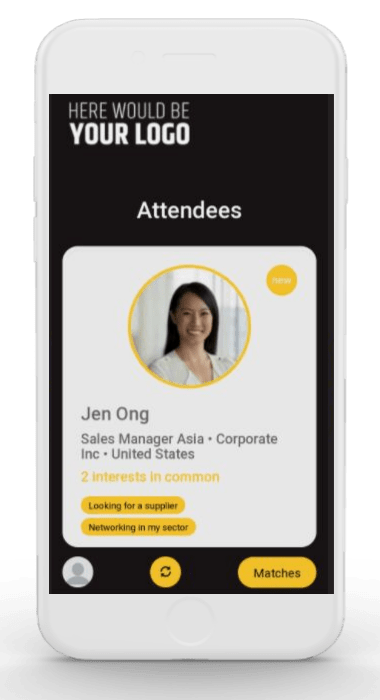 HERE WOULD BE
YOUR LOGO
Attendees
new
Jen Ong
Sales Manager Asia • Corporate
Inc • United States
2 interests in common
Looking for a supplier
Networking in my sector
Matches